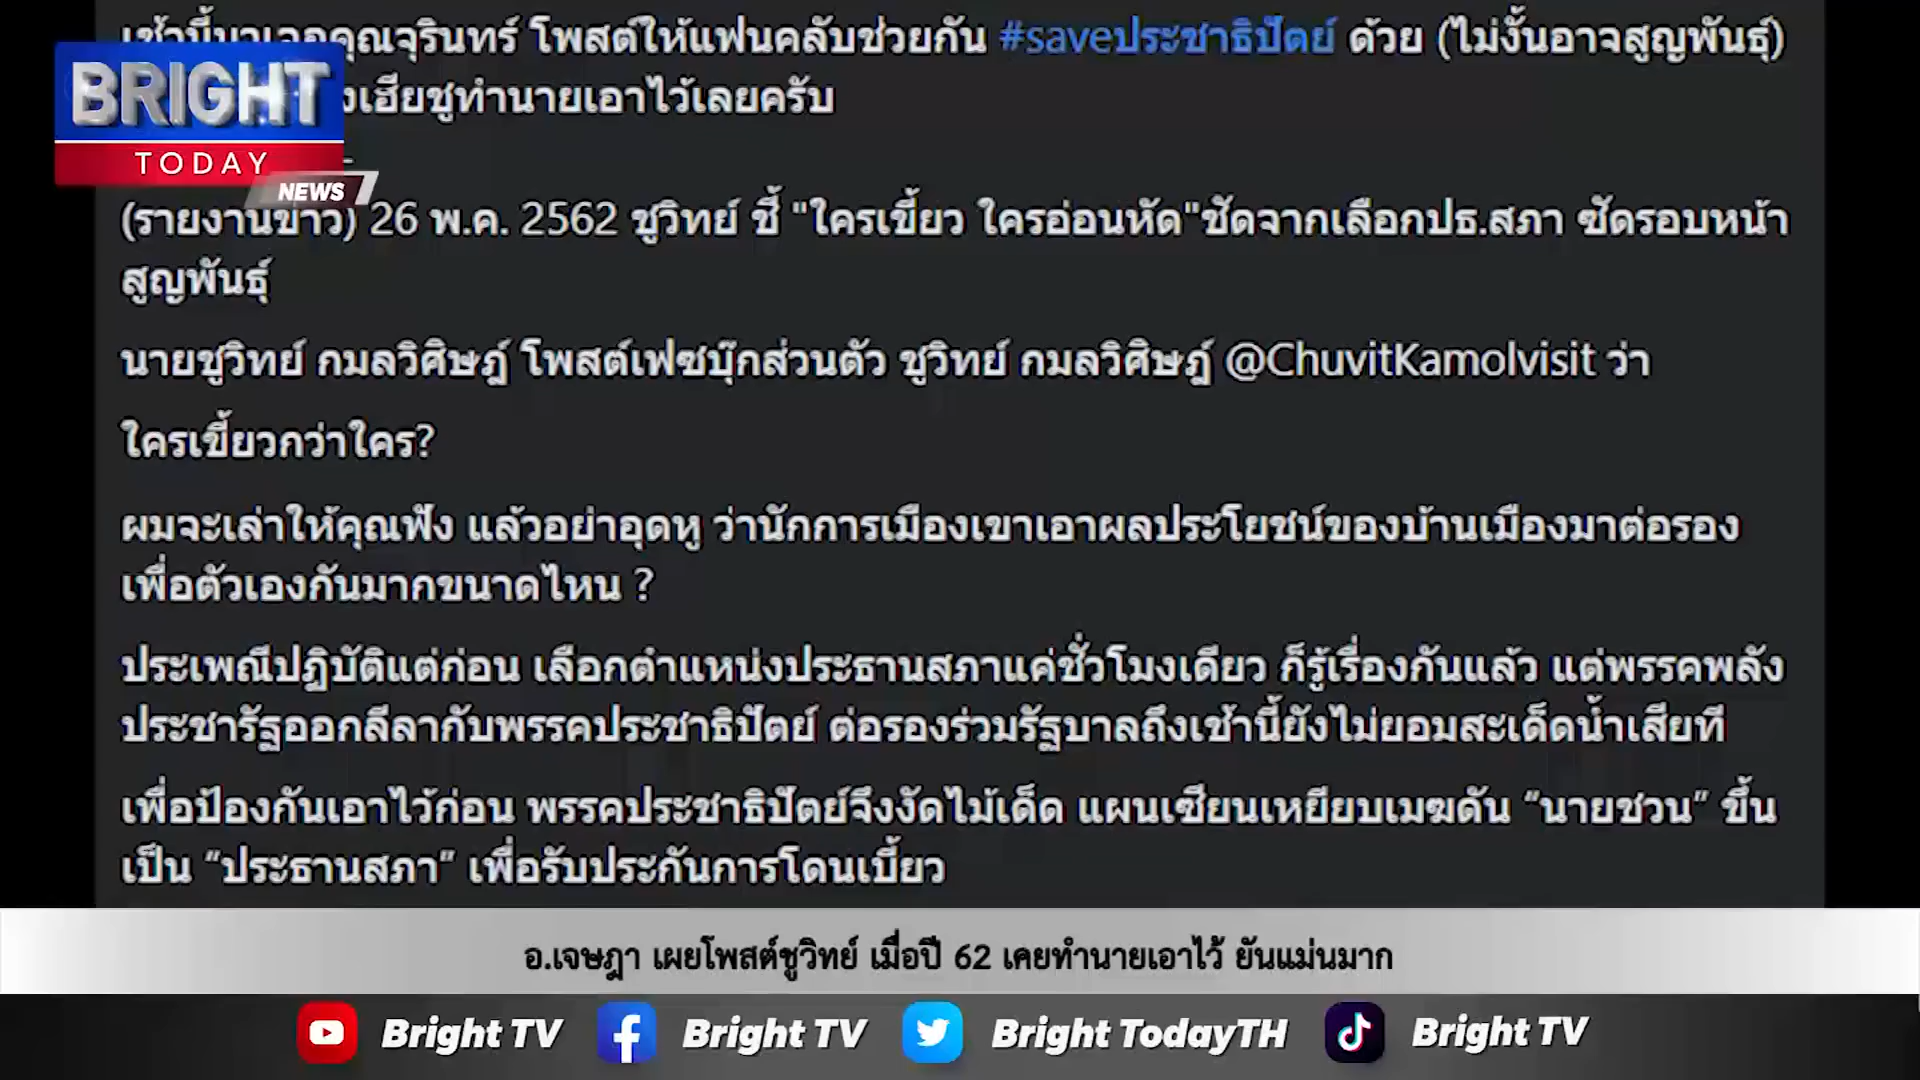 คุณจุรินทร์ โพสต์ให้แฟนคลับช่วยกัน #saveประชาธิปัตย์ ด้วย (ไม่งั้นอาจสูญพันธุ์)
เฮียชูทำนายเอาไว้เลยครับ
BRIGHT
TODAY
NEWS
(รายงานข่าว) 26 พ.ค. 2562 ชูวิทย์ ชี้ "ใครเขี้ยว ใครอ่อนหัด"ชัดจากเลือกปธ.สภา ซัดรอบหน้า
สูญพันธุ์
นายชูวิทย์ กมลวิศิษฎ์ โพสต์เฟซบุ๊กส่วนตัว ชูวิทย์ กมลวิศิษฎ์ @ChuvitKamolvisit ว่า
ใครเขี้ยวกว่าใคร?
ผมจะเล่าให้คุณฟัง แล้วอย่าอุดหู ว่านักการเมืองเขาเอาผลประโยชน์ของบ้านเมืองมาต่อรอง
เพื่อตัวเองกันมากขนาดไหน ?
ประเพณีปฏิบัติแต่ก่อน เลือกตำแหน่งประธานสภาแค่ชั่วโมงเดียว ก็รู้เรื่องกันแล้ว แต่พรรคพลัง
ประชารัฐออกลีลากับพรรคประชาธิปัตย์ ต่อรองร่วมรัฐบาลถึงเช้านี้ยังไม่ยอมสะเด็ดน้ำเสียที
เพื่อป้องกันเอาไว้ก่อน พรรคประชาธิปัตย์จึงงัดไม้เด็ด แผนเซียนเหยียบเมฆดัน “นายชวน” ขึ้น
เป็น “ประธานสภา” เพื่อรับประกันการโดนเบี้ยว
อ.เจษฎา เผยโพสต์ชูวิทย์ เมื่อปี 62 เคยทำนายเอาไว้ ยันแม่นมาก
Bright TV Bright TV Bright TodayTH Bright TV